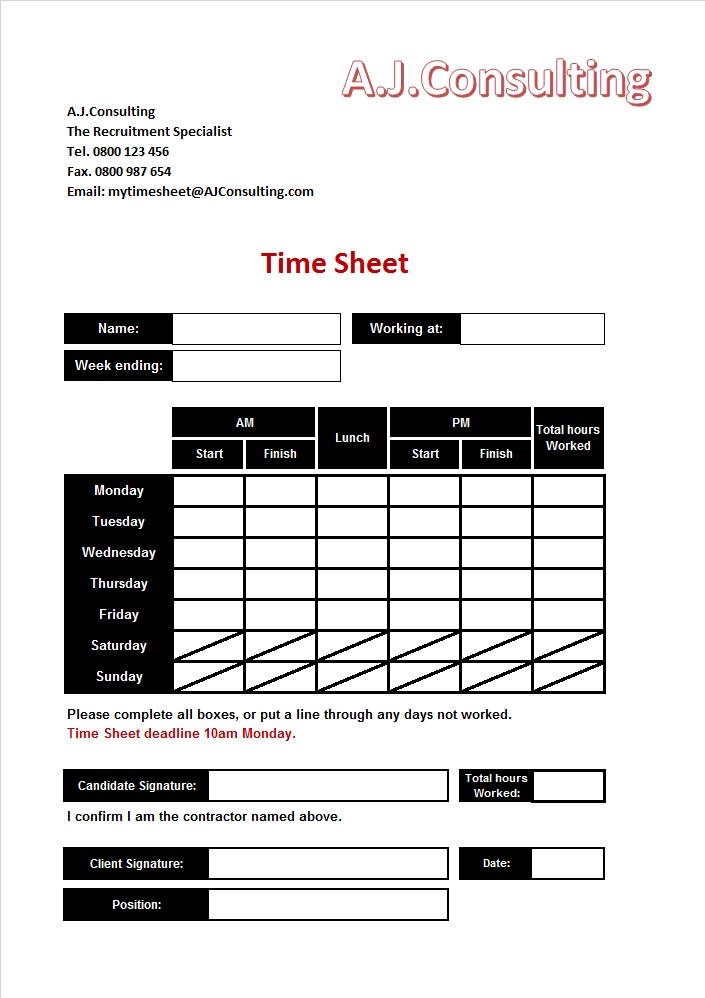 A.J.Consulting
A.J.Consulting
The Recruitment Specialist
Tel. 0800 123 456
Fax. 0800 987 654
Email: mytimesheet@AJConsulting.com
Time Sheet
Name:
Working at:
Week ending:
AM
Lunch
PM
Total hours
Worked
Start
Finish
Start
Finish
Monday
Tuesday
Wednesday
Thursday
Friday
Saturday
Sunday
Please complete all boxes, or put a line through any days not worked.
Time Sheet deadline 10am Monday.
Candidate Signature:
Total hours
Worked:
I confirm I am the contractor named above.
Client Signature:
Date:
Position: